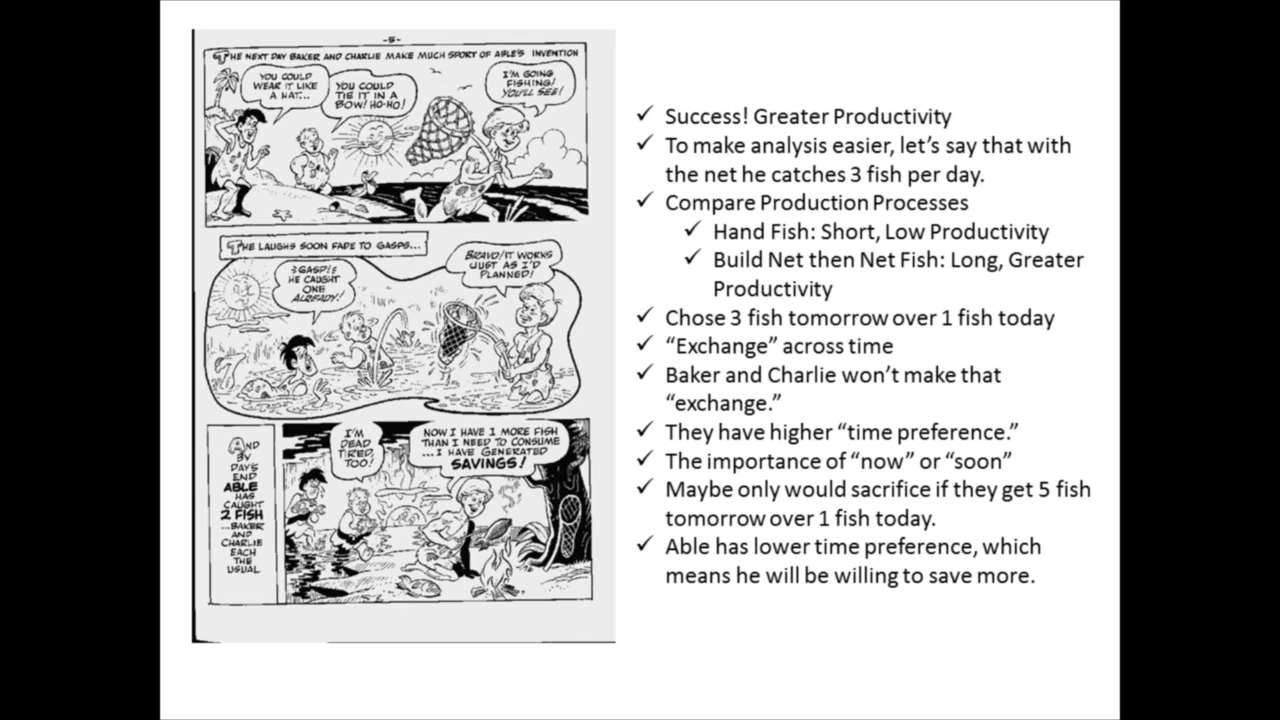 -5-
THE NEXT DAY BAKER AND CHARLIE MAKE MUCH SPORT OF ABLE'S INVENTION
YOU COULD
WEAR IT LIKE
A HAT...
YOU COULD
TIE IT IN A
BOW! HO-HO!
I'M GOING
FISHING!
YOU'LL SEE!
THE LAUGHS SOON FADE TO GASPS...
GASP!
HE CAUGHT
ONE
ALREADY!
BRAVO! IT WORKS
JUST AS I'D
PLANNED!
AND
BY
DAY'S
END
ABLE
HAS
CAUGHT
2 FISH
...BAKER
AND
CHARLIE
EACH
THE
USUAL
I'M
DEAD
TIRED,
TOO!
NOW I HAVE 1 MORE FISH
THAN I NEED TO CONSUME
...I HAVE GENERATED
SAVINGS!
✓ Success! Greater Productivity
✓ To make analysis easier, let's say that with
the net he catches 3 fish per day.
✓ Compare Production Processes
✓ Hand Fish: Short, Low Productivity
✓ Build Net then Net Fish: Long, Greater
Productivity
✓ Chose 3 fish tomorrow over 1 fish today
✓ “Exchange” across time
✓ Baker and Charlie won't make that
“exchange.”
✓ They have higher “time preference.”
✓ The importance of “now” or “soon”
✓ Maybe only would sacrifice if they get 5 fish
tomorrow over 1 fish today.
✓ Able has lower time preference, which
means he will be willing to save more.